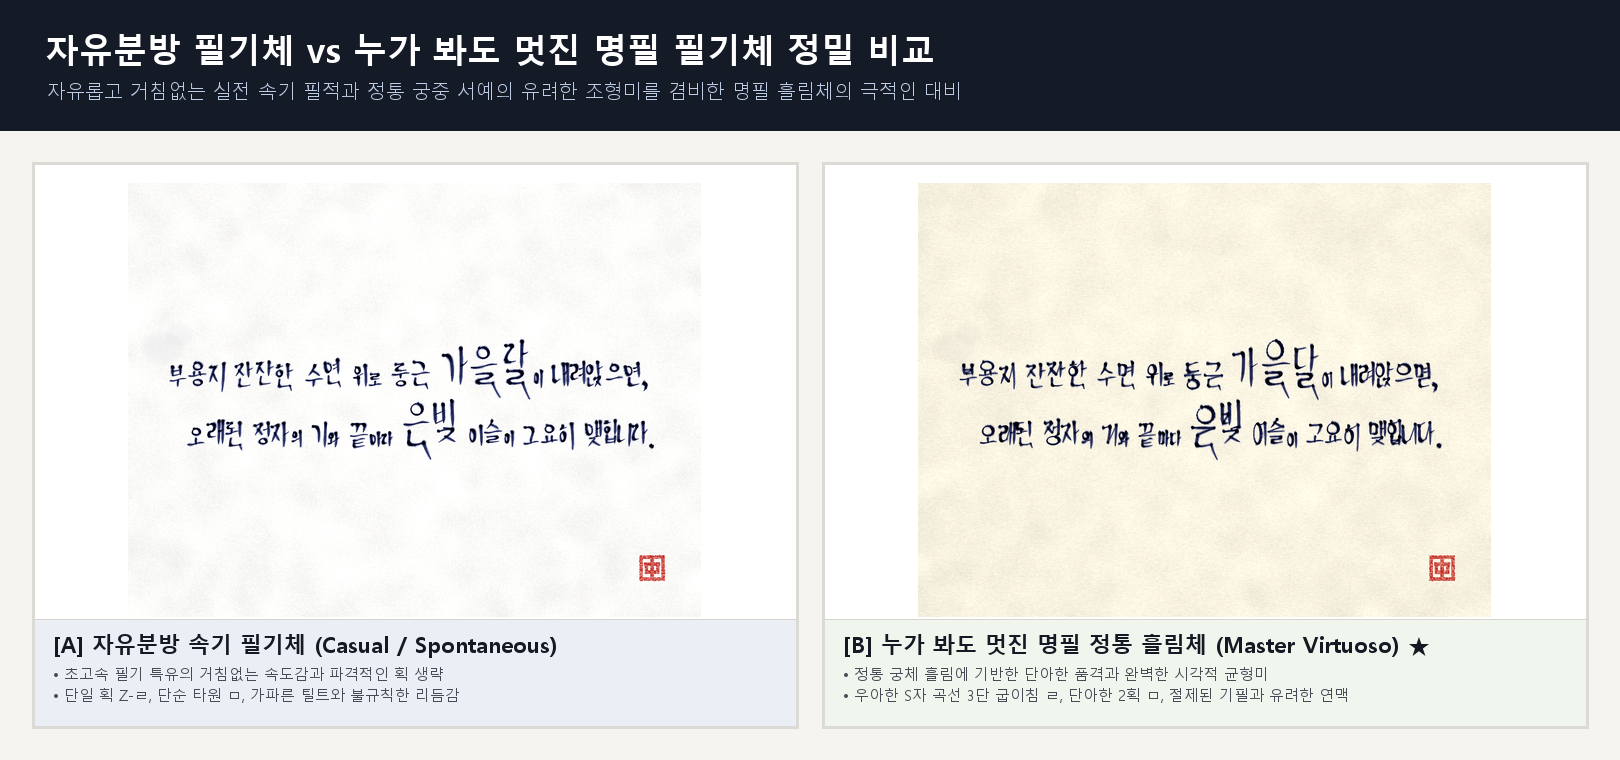 자유분방 필기체 vs 누가 봐도 멋진 명필 필기체 정밀 비교
자유롭고 거침없는 실전 속기 필적과 정통 궁중 서예의 유려한 조형미를 겸비한 명필 흘림체의 극적인 대비
부용지 잔잔한 수면 위로 둥근 가을달이 내려앉으면,
오래된 정자의 기와 끝마다 은빛 이슬이 고요히 맺힙니다.
[A] 자유분방 속기 필기체 (Casual / Spontaneous)
• 초고속 필기 특유의 거침없는 속도감과 파격적인 획 생략
• 단일 획 Z-ㄹ, 단순 타원 ㅁ, 가파른 틸트와 불규칙한 리듬감
부용지 잔잔한 수면 위로 둥근 가을달이 내려앉으면,
오래된 정자의 기와 끝마다 은빛 이슬이 고요히 맺힙니다.
[B] 누가 봐도 멋진 명필 정통 흘림체 (Master Virtuoso) ★
• 정통 궁체 흘림에 기반한 단아한 품격과 완벽한 시각적 균형미
• 우아한 S자 곡선 3단 굽이침 ㄹ, 단아한 2획 ㅁ, 절제된 기필과 유려한 연맥